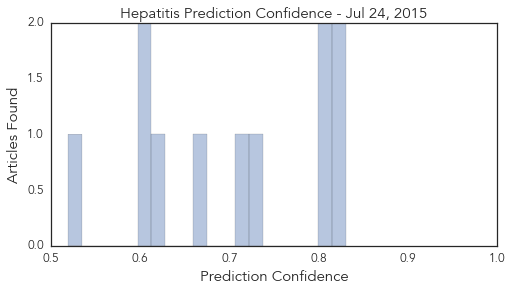 Hepatitis Prediction Confidence - Jul 24, 2015
2.0
1.5
1.0
0.5
0.0
Articles Found
0.5 0.6 0.7 0.8 0.9 1.0
Prediction Confidence